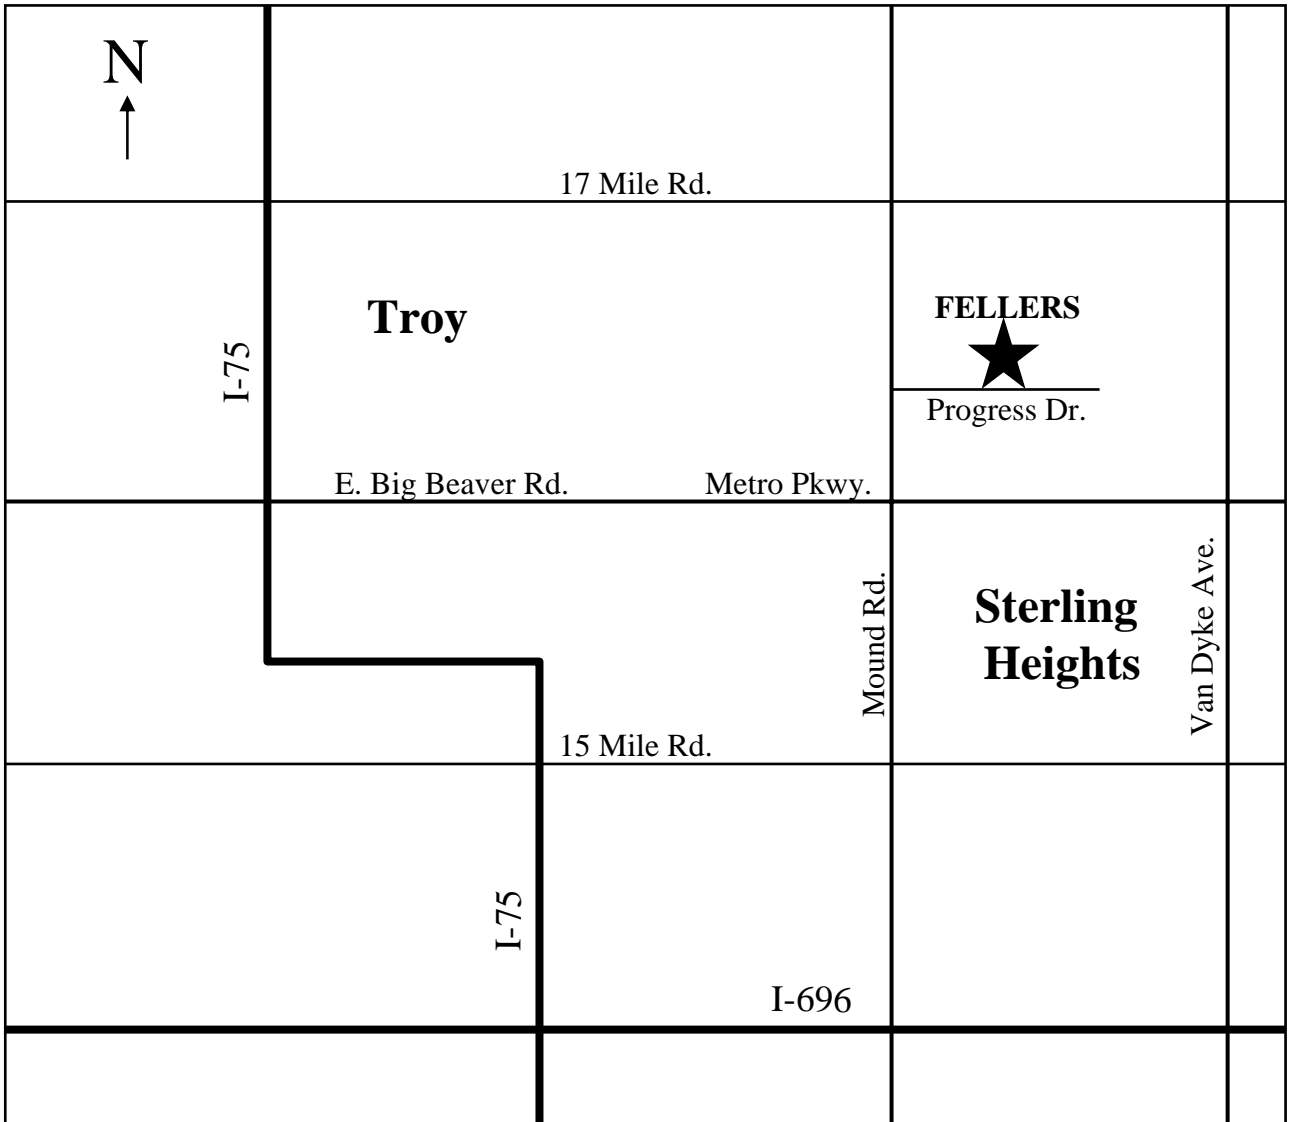 N
17 Mile Rd.
Troy
FELLERS
I-75
Progress Dr.
E. Big Beaver Rd.
Metro Pkwy.
Mound Rd.
Sterling
Heights
Van Dyke Ave.
15 Mile Rd.
I-75
I-696